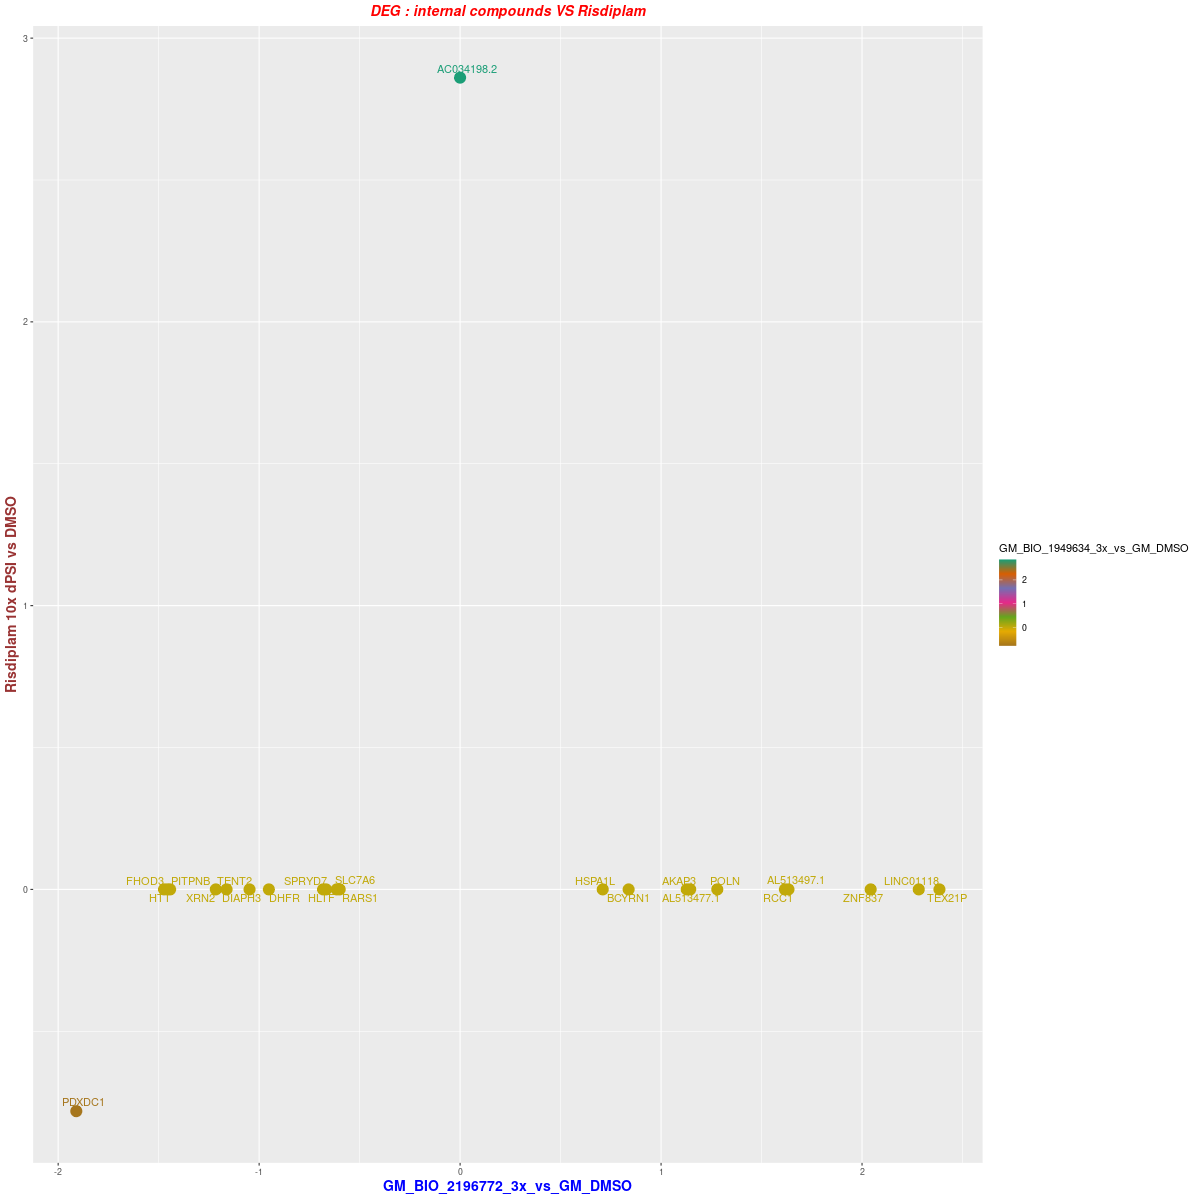 DEG : internal compounds VS Risdiplam
3
AC034198.2
2
Risdiplam 10x dPSI vs DMSO
GM_BIO_1949634_3x_vs_GM_DMSO
2
1
0
1
FHOD3 PITPNB TENT2 SPRYD7 SLC7A6 HSPA1L AKAP3 POLN AL513497.1 LINC01118
0
HTT XRN2 DIAPH3 DHFR HLTF RARS1 BCYRN1 AL513477.1 RCC1 ZNF837 TEX21P
PDXDC1
-2 -1 0 1 2
GM_BIO_2196772_3x_vs_GM_DMSO